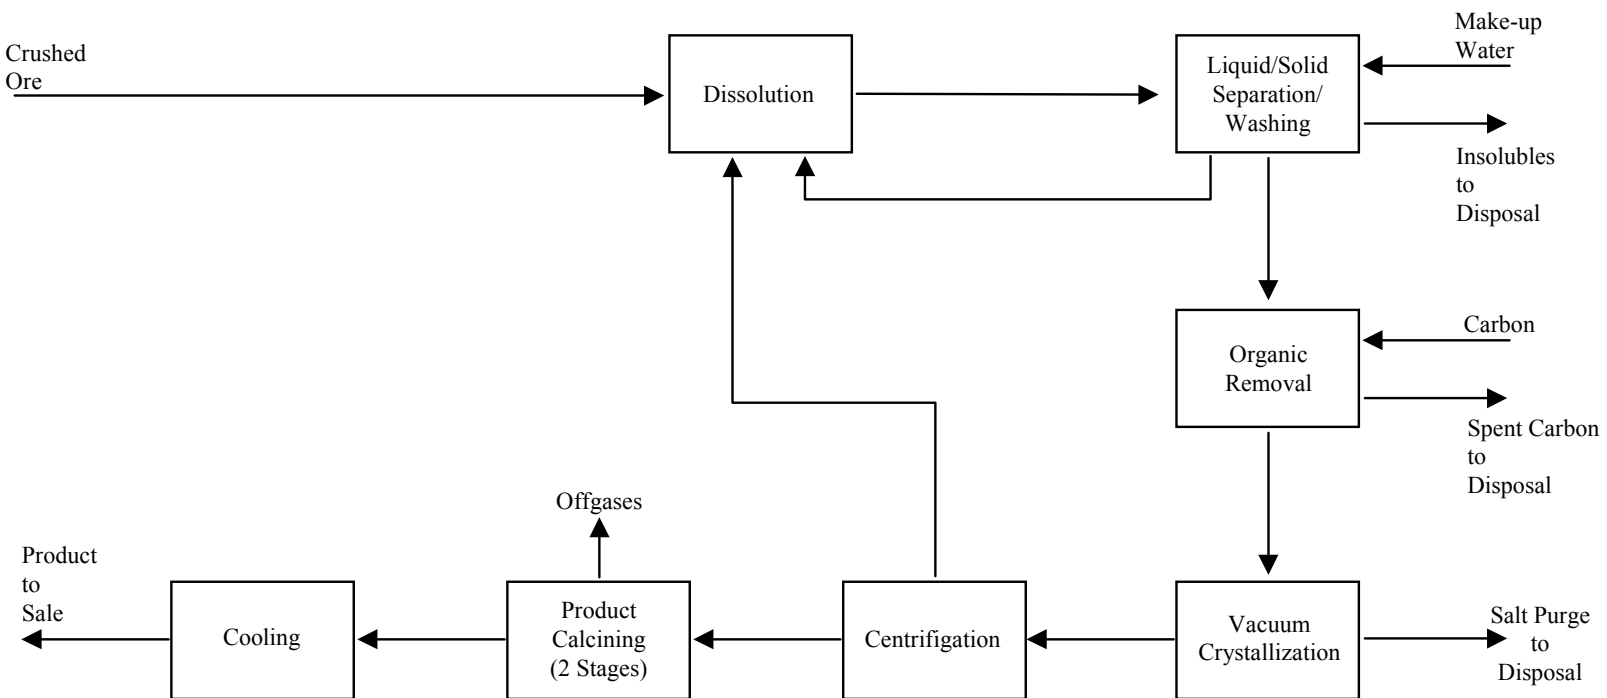 Crushed
Ore
Dissolution
Liquid/Solid
Separation/
Washing
Make-up
Water
Insolubles
to
Disposal
Organic
Removal
Carbon
Spent Carbon
to
Disposal
Offgases
Product
to
Sale
Cooling
Product
Calcining
(2 Stages)
Centrifigation
Vacuum
Crystallization
Salt Purge
to
Disposal